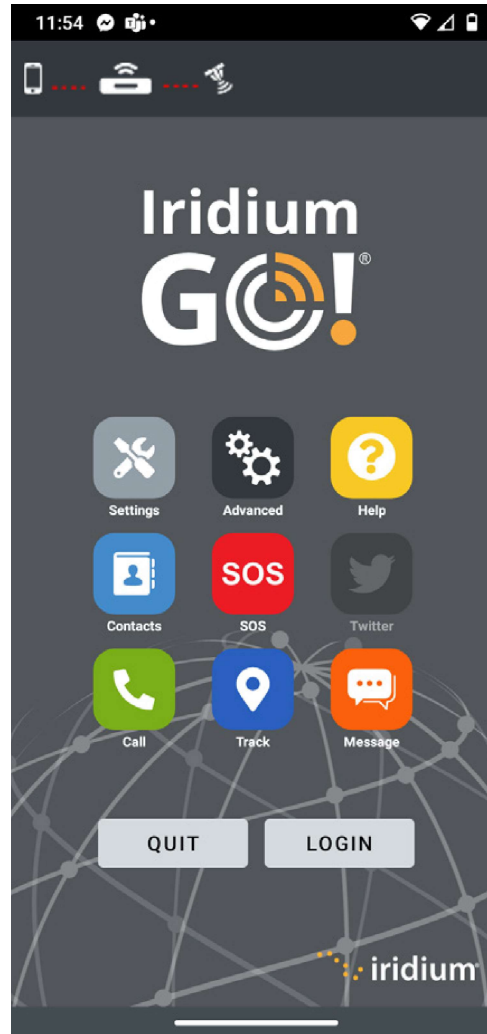 11:54
Iridium
GO!®
Settings
Advanced
Help
Contacts
SOS
SOS
Twitter
Call
Track
Message
QUIT
LOGIN
iridium